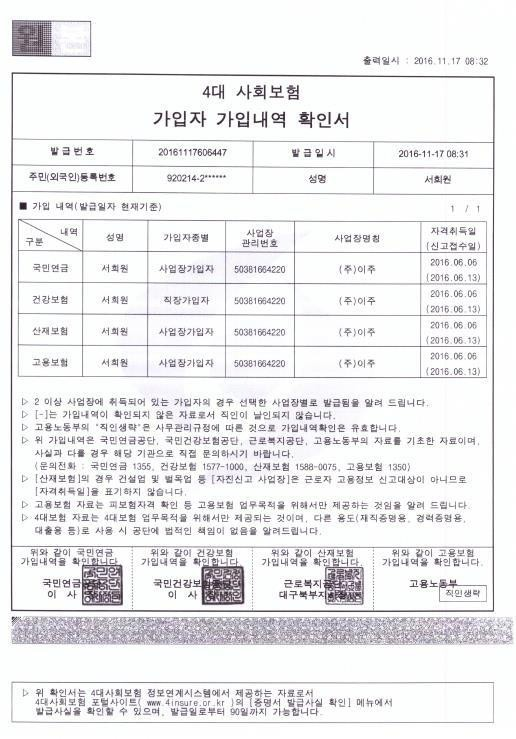 원
출력일시 : 2016.11.17 08:32
4대 사회보험
가입자 가입내역 확인서
발급번호 20161117606447 발급일시 2016-11-17 08:31
주민(외국인)등록번호 920214-2****** 성명 서희원
■ 가입 내역(발급일자 현재기준) 1 / 1
내역 구분 성명 가입자종별 사업장 관리번호 사업장명칭 자격취득일 (신고접수일)
국민연금 서희원 사업장가입자 50381664220 (주)이주 2016.06.06 (2016.06.13)
건강보험 서희원 직장가입자 50381664220 (주)이주 2016.06.06 (2016.06.13)
산재보험 서희원 사업장가입자 50381664220 (주)이주 2016.06.06 (2016.06.13)
고용보험 서희원 사업장가입자 50381664220 (주)이주 2016.06.06 (2016.06.13)
▷ 2 이상 사업장에 취득되어 있는 가입자의 경우 선택한 사업장별로 발급됨을 알려 드립니다.
▷ [-]는 가입내역이 확인되지 않은 자료로서 직인이 날인되지 않습니다.
▷ 고용노동부의 "직인생략"은 사무관리규정에 따른 것으로 가입내역확인은 유효합니다.
▷ 위 가입내역은 국민연금공단, 국민건강보험공단, 근로복지공단, 고용노동부의 자료를 기초한 자료이며,
사실과 다를 경우 해당 기관으로 직접 문의하시기 바랍니다.
(문의전화 : 국민연금 1355, 건강보험 1577-1000, 산재보험 1588-0075, 고용보험 1350)
▷ [산재보험]의 경우 건설업 및 벌목업 등 [자진신고 사업장]은 근로자 고용정보 신고대상이 아니므로
[자격취득일]을 표기하지 않습니다.
▷ 고용보험 자료는 피보험자격 확인 등 고용보험 업무목적을 위해서만 제공하는 것임을 알려 드립니다.
▷ 4대보험 자료는 4대보험 업무목적을 위해서만 제공되는 것이며, 다른 용도(재직증명용, 경력증명용,
대출용 등)로 사용 시 공단에 법적인 책임이 없음을 알려드립니다.
위와 같이 국민연금 위와 같이 건강보험 위와 같이 산재보험 위와 같이 고용보험
가입내역을 확인합니다. 가입내역을 확인합니다. 가입내역을 확인합니다. 가입내역을 확인합니다.
국민연금 국민건강보험 근로복지공단 고용노동부
이 사 이 사 대구북부지 직인생략
▷ 위 확인서는 4대사회보험 정보연계시스템에서 제공하는 자료로서
4대사회보험 포털사이트( www.4insure.or.kr )의 [증명서 발급사실 확인] 메뉴에서
발급사실을 확인할 수 있으며, 발급일로부터 90일까지 가능합니다.